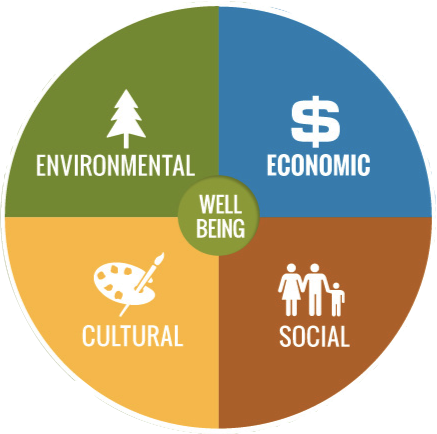 ENVIRONMENTAL
ECONOMIC
WELL
BEING
CULTURAL
SOCIAL